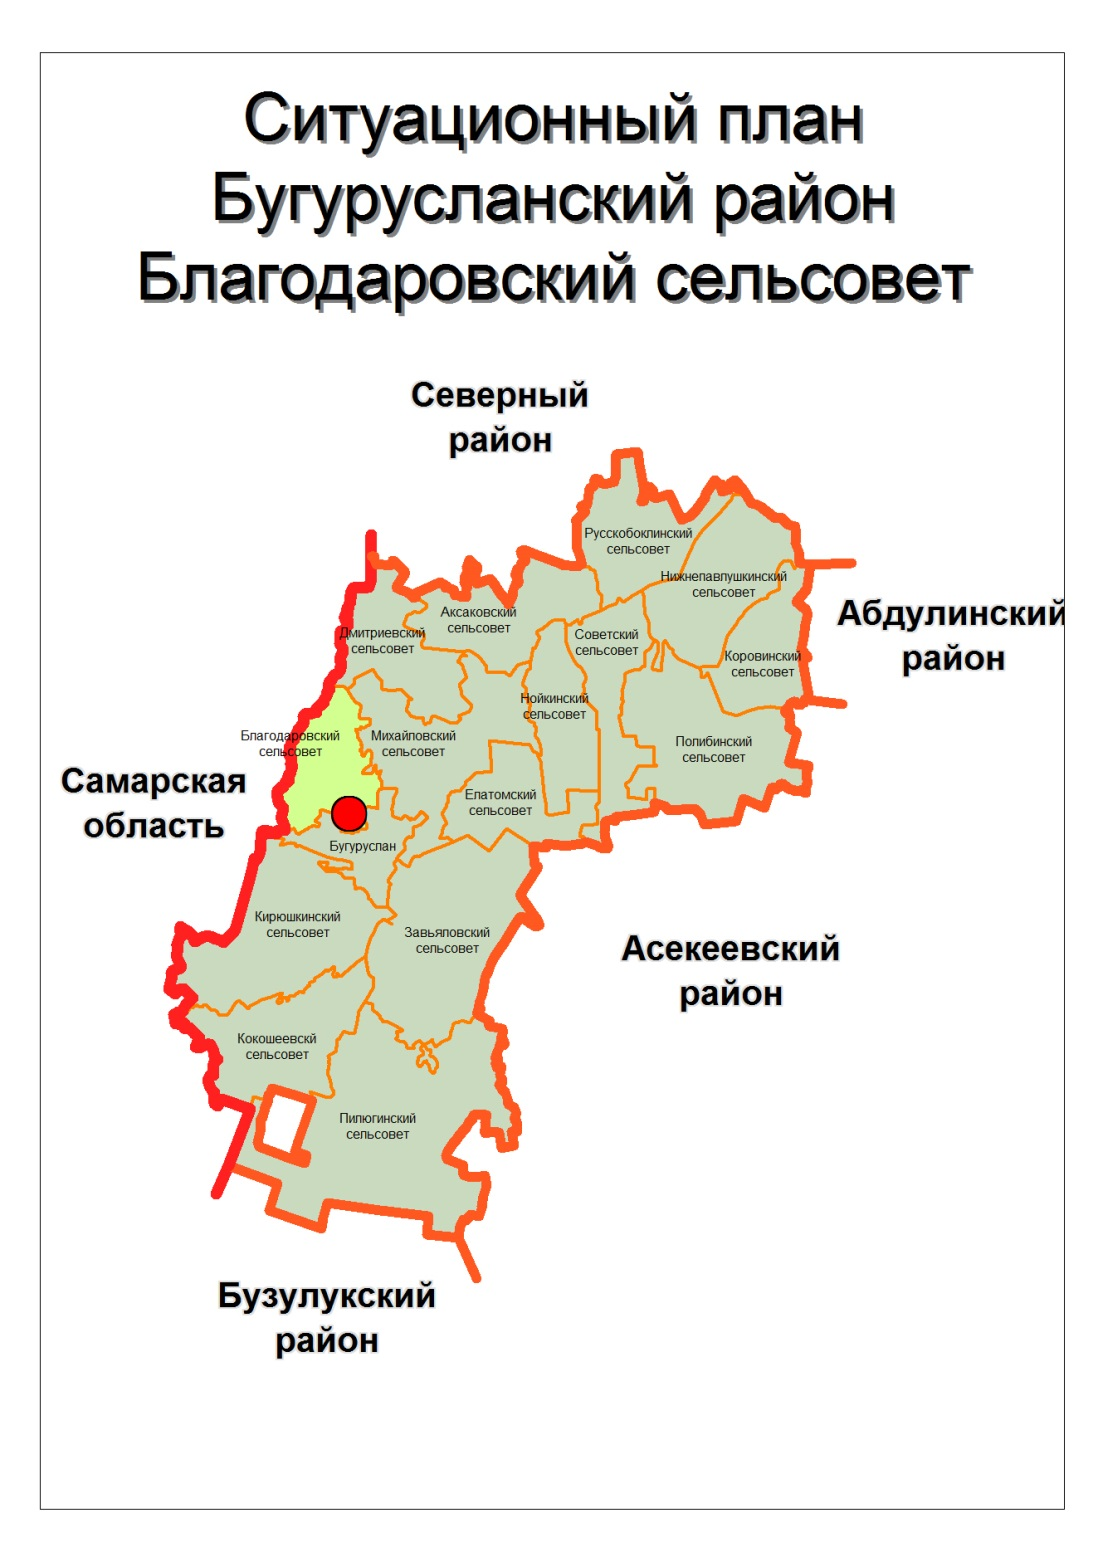 Ситуационный план
Бугурусланский район
Благодаровский сельсовет
Северный
район
Русскобоклинский
сельсовет
Нижнепавлушкинский
сельсовет
Абдулинский
район
Аксаковский
сельсовет
Дмитриевский
сельсовет
Советский
сельсовет
Коровинский
сельсовет
Нойкинский
сельсовет
Благодаровский
сельсовет
Михайловский
сельсовет
Полибинский
сельсовет
Самарская
область
Елатомский
сельсовет
Бугуруслан
Кирюшкинский
сельсовет
Завьяловский
сельсовет
Асекеевский
район
Кокошеевскй
сельсовет
Пилюгинский
сельсовет
Бузулукский
район